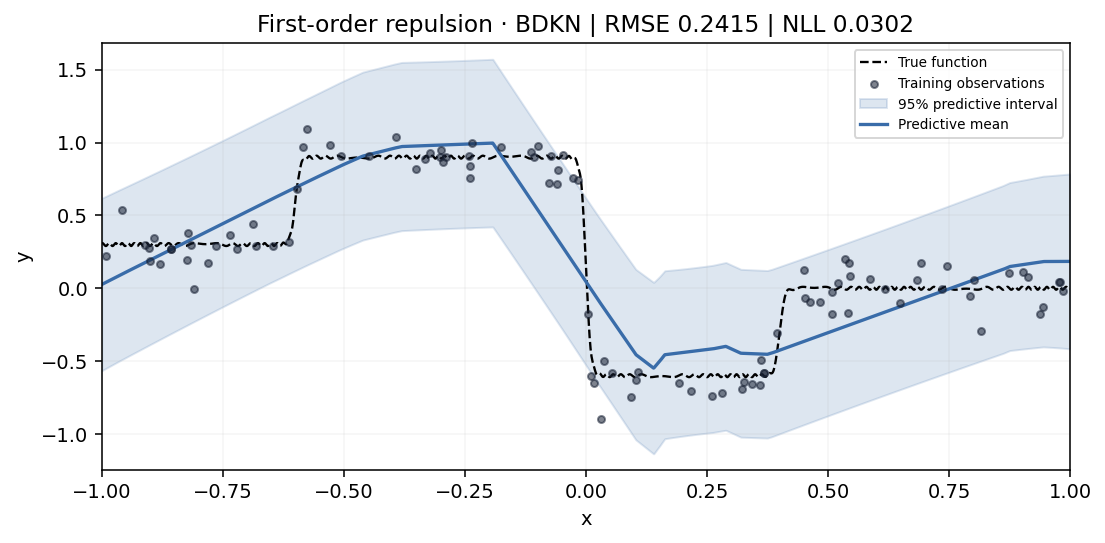 First-order repulsion · BDKN | RMSE 0.2415 | NLL 0.0302
True function
Training observations
95% predictive interval
Predictive mean
y
1.5
1.0
0.5
0.0
−0.5
−1.0
−1.00
−0.75
−0.50
−0.25
0.00
0.25
0.50
0.75
1.00
x